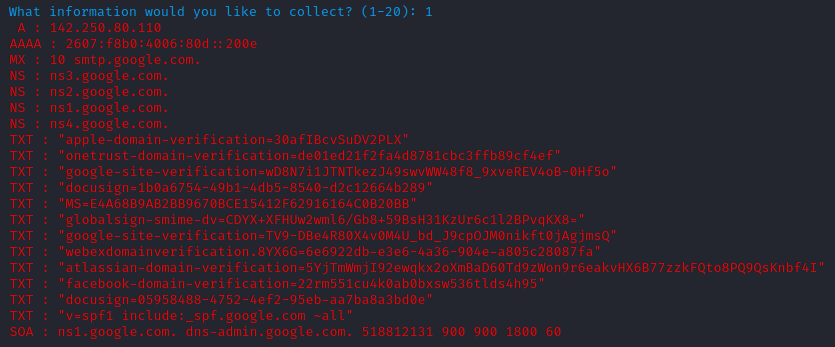 What information would you like to collect? (1-20): 1
A : 142.250.80.110
AAAA : 2607:f8b0:4006:80d::200e
MX : 10 smtp.google.com.
NS : ns3.google.com.
NS : ns2.google.com.
NS : ns1.google.com.
NS : ns4.google.com.
TXT : "apple-domain-verification=30afIBcvSuDV2PLX"
TXT : "onetrust-domain-verification=de01ed21f2fa4d8781cbc3ffb89cf4ef"
TXT : "google-site-verification=wD8N7i1JTNTkezJ49swvWW48f8_9xveREV4oB-0Hf5o"
TXT : "docusign=1b0a6754-49b1-4db5-8540-d2c12664b289"
TXT : "MS=E4A68B9AB2BB9670BCE15412F62916164C0B20BB"
TXT : "globalsign-smime-dv=CDYX+XFHUw2wml6/Gb8+59BsH31KzUr6c1l2BPvqKX8="
TXT : "google-site-verification=TV9-DBe4R80X4v0M4U_bd_J9cpOJM0nikft0jAgjmsQ"
TXT : "webexdomainverification.8YX6G=6e6922db-e3e6-4a36-904e-a805c28087fa"
TXT : "atlassian-domain-verification=5YjTmWmjI92ewqkx2oXmBaD60Td9zWon9r6eakvHX6B77zzkFQto8PQ9QsKnbf4I"
TXT : "facebook-domain-verification=22rm551cu4k0ab0bxsw536tlds4h95"
TXT : "docusign=05958488-4752-4ef2-95eb-aa7ba8a3bd0e"
TXT : "v=spf1 include:_spf.google.com ~all"
SOA : ns1.google.com. dns-admin.google.com. 518812131 900 900 1800 60